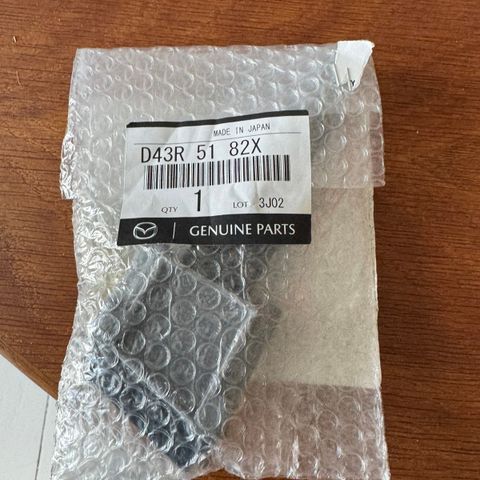 MADE IN JAPAN
D43R 51 82X
QTY 1 LOT 3J02
GENUINE PARTS